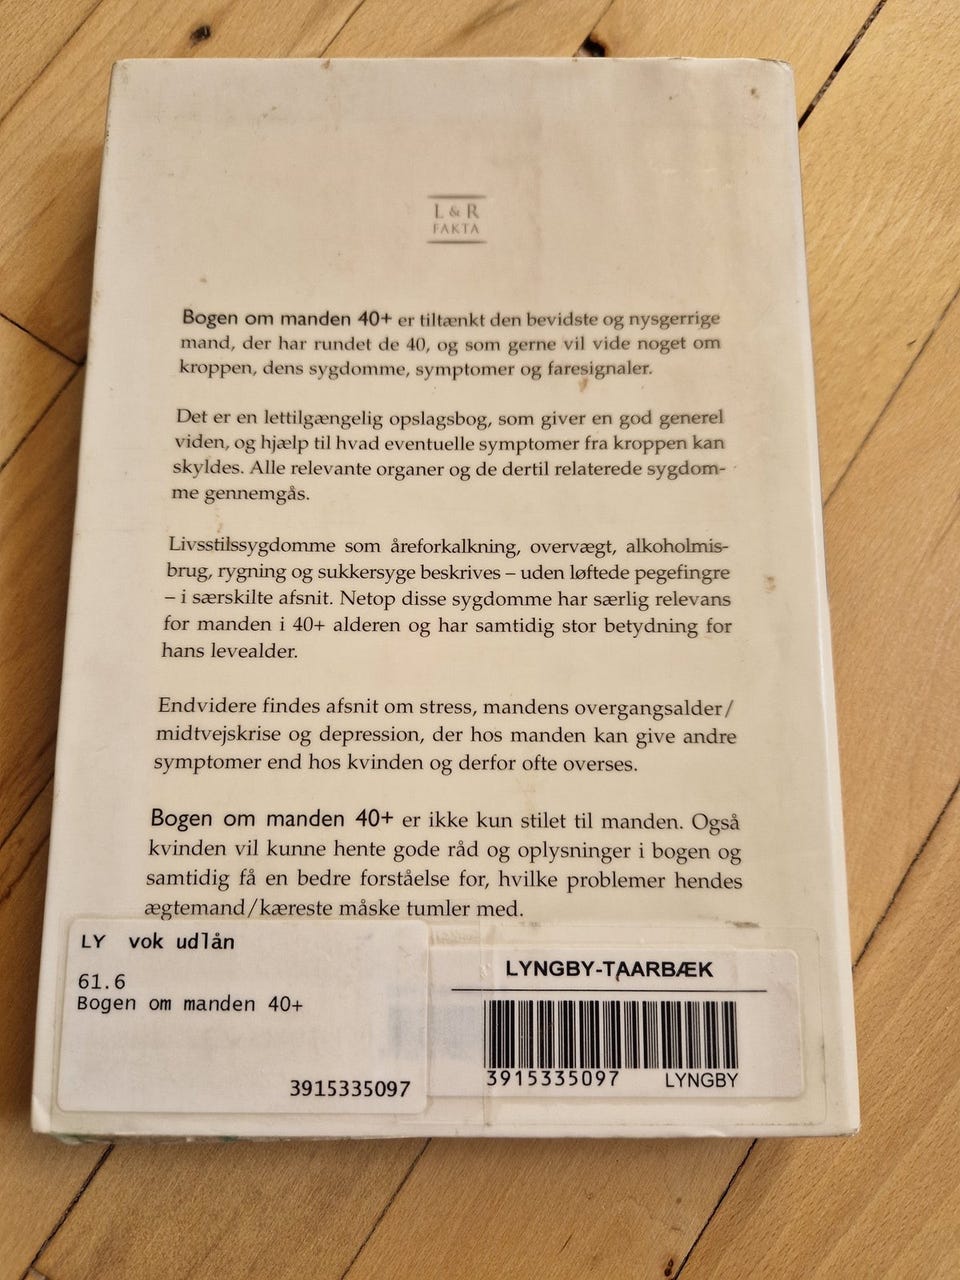 L & R
FAKTA
Bogen om manden 40+ er tiltænkt den bevidste og nysgerrige
mand, der har rundet de 40, og som gerne vil vide noget om
kroppen, dens sygdomme, symptomer og faresignaler.
Det er en lettilgængelig opslagsbog, som giver en god generel
viden, og hjælp til hvad eventuelle symptomer fra kroppen kan
skyldes. Alle relevante organer og de dertil relaterede sygdom-
me gennemgås.
Livsstilssygdomme som åreforkalkning, overvægt, alkoholmis-
brug, rygning og sukkersyge beskrives – uden løftede pegefingre
– i særskilte afsnit. Netop disse sygdomme har særlig relevans
for manden i 40+ alderen og har samtidig stor betydning for
hans levealder.
Endvidere findes afsnit om stress, mandens overgangsalder/
midtvejskrise og depression, der hos manden kan give andre
symptomer end hos kvinden og derfor ofte overses.
Bogen om manden 40+ er ikke kun stilet til manden. Også
kvinden vil kunne hente gode råd og oplysninger i bogen og
samtidig få en bedre forståelse for, hvilke problemer hendes
ægtemand/kæreste måske tumler med.
LY vok udlån
61.6
Bogen om manden 40+
3915335097
LYNGBY-TAARBÆK
3915335097 LYNGBY